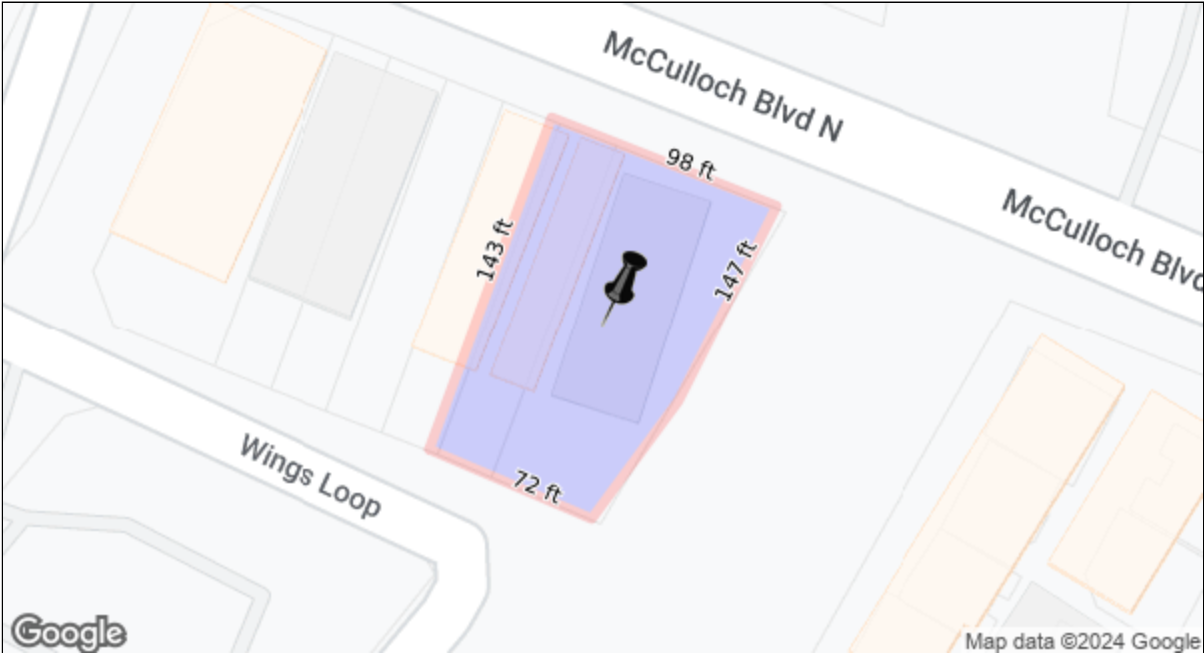 McCulloch Blvd N
98 ft
McCulloch Blvd
143 ft
147 ft
Wings Loop
72 ft
Google
Map data ©2024 Google